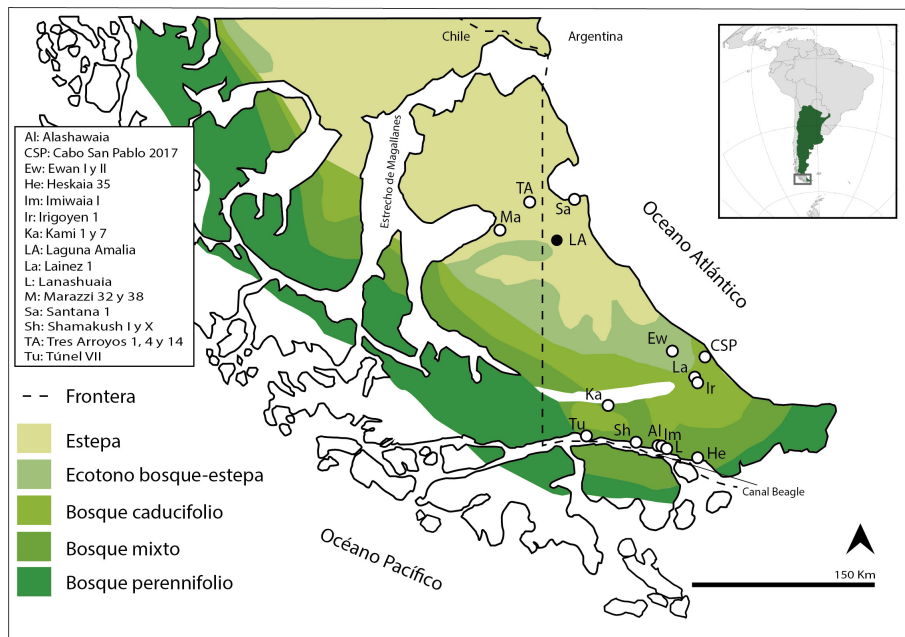 Chile
Argentina
Al: Alashawaia
CSP: Cabo San Pablo 2017
Ew: Ewan I y II
He: Heskaia 35
Im: Imiwaia I
Ir: Irigoyen 1
Ka: Kami 1 y 7
LA: Laguna Amalia
La: Lainez 1
L: Lanashuaia
M: Marazzi 32 y 38
Sa: Santana 1
Sh: Shamakush I y X
TA: Tres Arroyos 1, 4 y 14
Tu: Túnel VII
Estrecho de Magallanes
TA
Sa
Ma
LA
Oceano Atlántico
Ew
CSP
La
Ir
Ka
Tu
Sh
Al
Im
L
He
Canal Beagle
Océano Pacífico
Frontera
Estepa
Ecotono bosque-estepa
Bosque caducifolio
Bosque mixto
Bosque perennifolio
150 Km